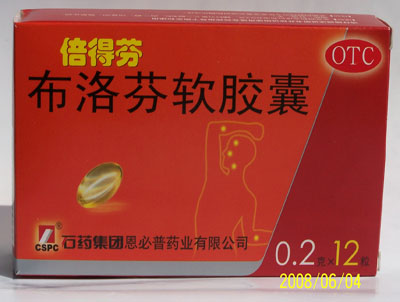 倍得芬
OTC
布洛芬软胶囊
CSPC®
石药集团恩必普药业有限公司
0.2克×12粒
2008/06/04